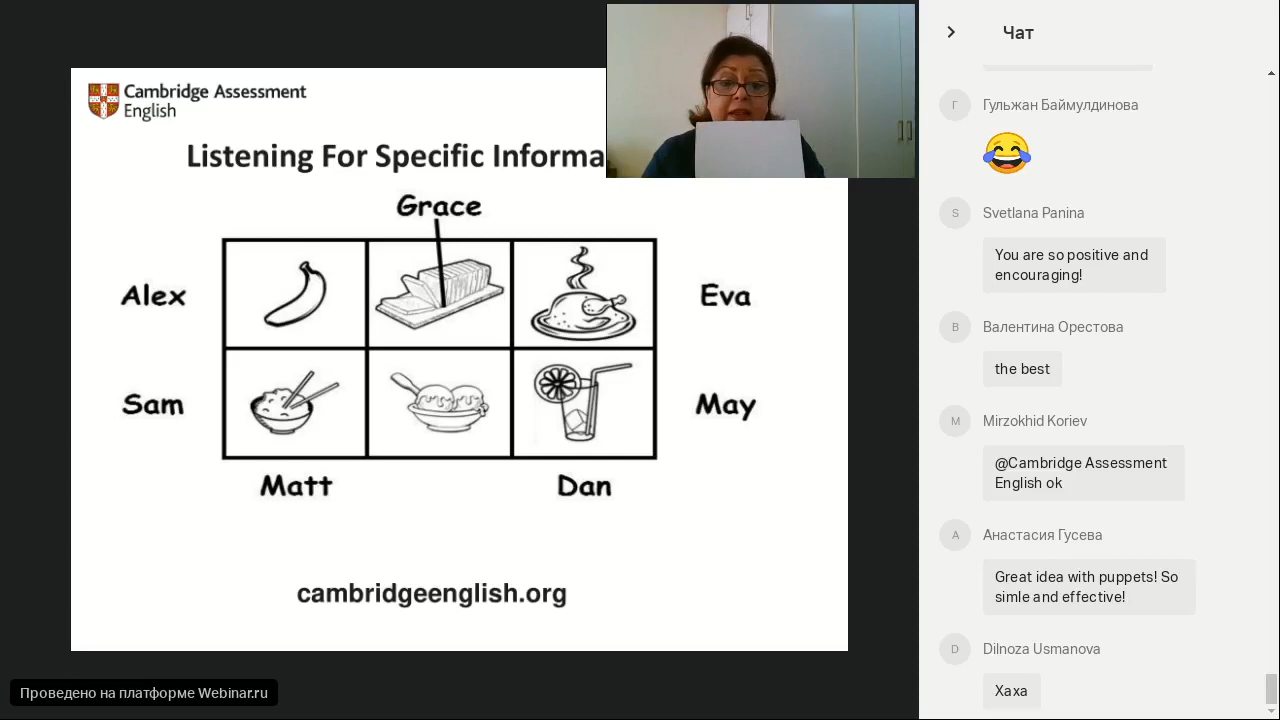 Cambridge Assessment
English
Listening For Specific Informa
Grace
Alex
Eva
Sam
May
Matt
Dan
cambridgeenglish.org
Проведено на платформе Webinar.ru
Чат
Г
Гульжан Баймулдинова
S
Svetlana Panina
You are so positive and
encouraging!
В
Валентина Орестова
the best
M
Mirzokhid Koriev
@Cambridge Assessment
English ok
А
Анастасия Гусева
Great idea with puppets! So
simle and effective!
D
Dilnoza Usmanova
Хаха